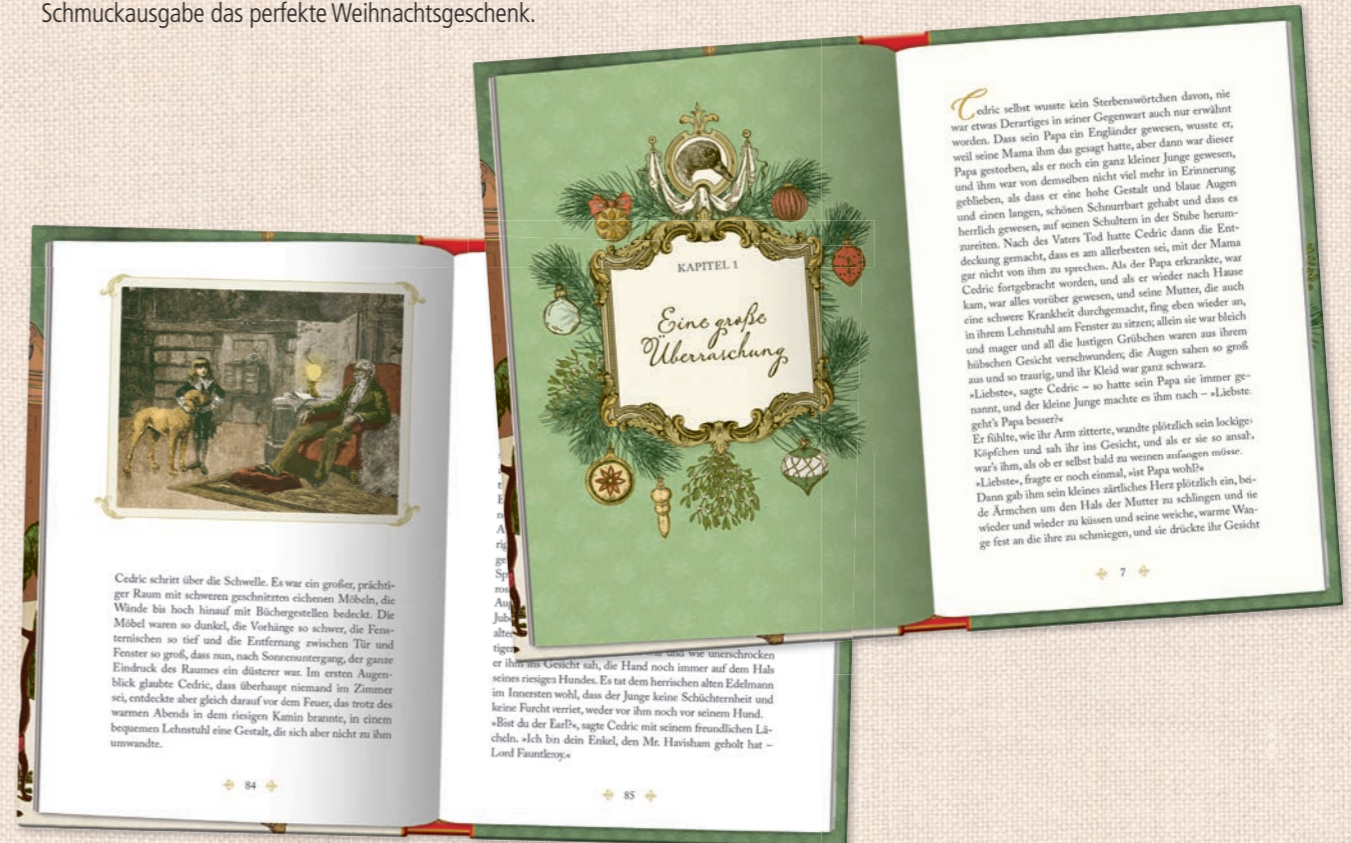 Schmuckausgabe das perfekte Weihnachtsgeschenk.
KAPITEL 1
Eine große
Überraschung
Cedric selbst wusste kein Sterbenswörtchen davon, nie
war etwas Derartiges in seiner Gegenwart auch nur erwähnt
worden. Dass sein Papa ein Engländer gewesen, wusste er,
weil seine Mama ihm das gesagt hatte, aber dann war dieser
Papa gestorben, als er noch ein ganz kleiner Junge gewesen,
und ihm war von demselben nicht viel mehr in Erinnerung
geblieben, als dass er eine hohe Gestalt und blaue Augen
und einen langen, schönen Schnurrbart gehabt und dass es
herrlich gewesen, auf seinen Schultern in der Stube herum-
zureiten. Nach des Vaters Tod hatte Cedric dann die Ent-
deckung gemacht, dass es am allerbesten sei, mit der Mama
gar nicht von ihm zu sprechen. Als der Papa erkrankte, war
Cedric fortgebracht worden, und als er wieder nach Hause
kam, war alles vorüber gewesen, und seine Mutter, die auch
eine schwere Krankheit durchgemacht, fing eben wieder an,
in ihrem Lehnstuhl am Fenster zu sitzen; allein sie war bleich
und mager und all die lustigen Grübchen waren aus ihrem
hübschen Gesicht verschwunden; die Augen sahen so groß
aus und so traurig, und ihr Kleid war ganz schwarz.
»Liebste«, sagte Cedric – so hatte sein Papa sie immer ge-
nannt, und der kleine Junge machte es ihm nach – »Liebste,
geht's Papa besser?«
Er fühlte, wie ihr Arm zitterte, wandte plötzlich sein lockiges
Köpfchen und sah ihr ins Gesicht, und als er sie so ansah,
war's ihm, als ob er selbst bald zu weinen anfangen müsse.
»Liebste«, fragte er noch einmal, »ist Papa wohl?«
Dann gab ihm sein kleines zärtliches Herz plötzlich ein, bei-
de Ärmchen um den Hals der Mutter zu schlingen und sie
wieder und wieder zu küssen und seine weiche, warme Wan-
ge fest an die ihre zu schmiegen, und sie drückte ihr Gesicht
7
Cedric schritt über die Schwelle. Es war ein großer, prächti-
ger Raum mit schweren geschnitzten eichenen Möbeln, die
Wände bis hoch hinauf mit Büchergestellen bedeckt. Die
Möbel waren so dunkel, die Vorhänge so schwer, die Fens-
ternischen so tief und die Entfernung zwischen Tür und
Fenster so groß, dass nun, nach Sonnenuntergang, der ganze
Eindruck des Raumes ein düsterer war. Im ersten Augen-
blick glaubte Cedric, dass überhaupt niemand im Zimmer
sei, entdeckte aber gleich darauf vor dem Feuer, das trotz des
warmen Abends in dem riesigen Kamin brannte, in einem
bequemen Lehnstuhl eine Gestalt, die sich aber nicht zu ihm
umwandte.
84
und wie unerschrocken
er ihm ins Gesicht sah, die Hand noch immer auf dem Hals
seines riesigen Hundes. Es tat dem herrischen alten Edelmann
im Innersten wohl, dass der Junge keine Schüchternheit und
keine Furcht verriet, weder vor ihm noch vor seinem Hund.
»Bist du der Earl?«, sagte Cedric mit seinem freundlichen Lä-
cheln. »Ich bin dein Enkel, den Mr. Havisham geholt hat –
Lord Fauntleroy.«
85